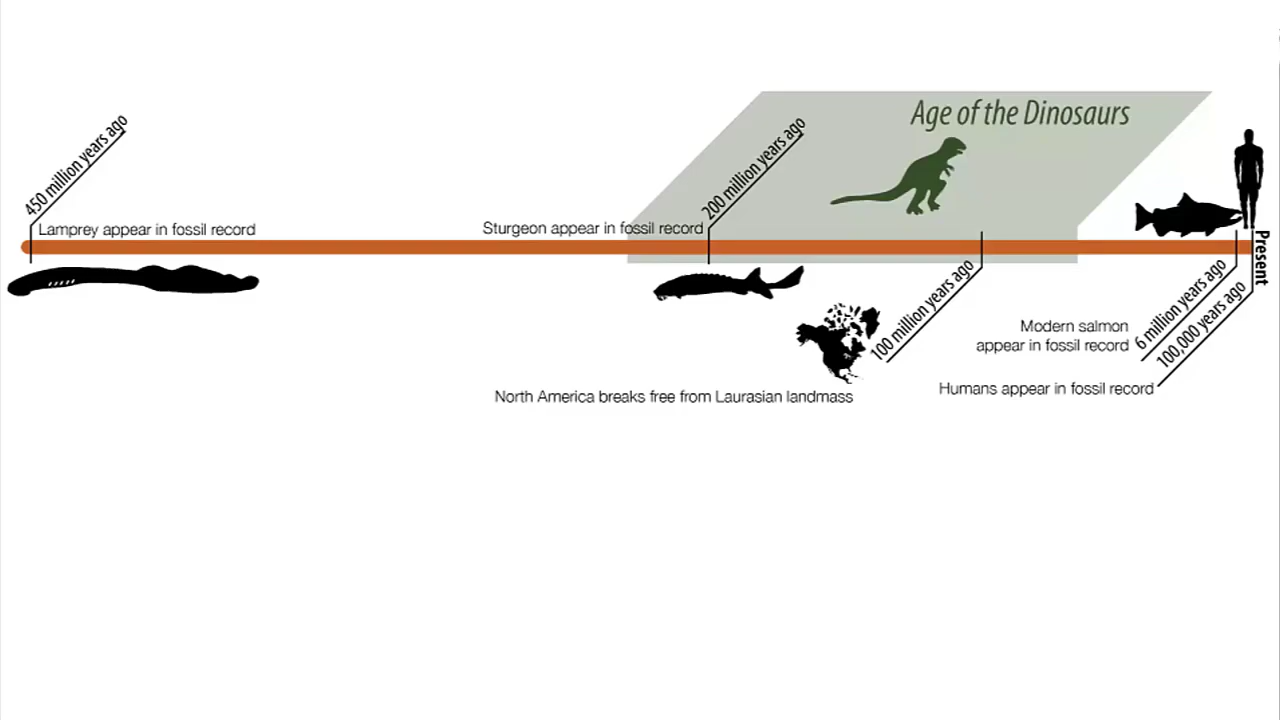 Age of the Dinosaurs
450 million years ago
Lamprey appear in fossil record
200 million years ago
Sturgeon appear in fossil record
100 million years ago
North America breaks free from Laurasian landmass
Present
6 million years ago
Modern salmon
appear in fossil record
100,000 years ago
Humans appear in fossil record